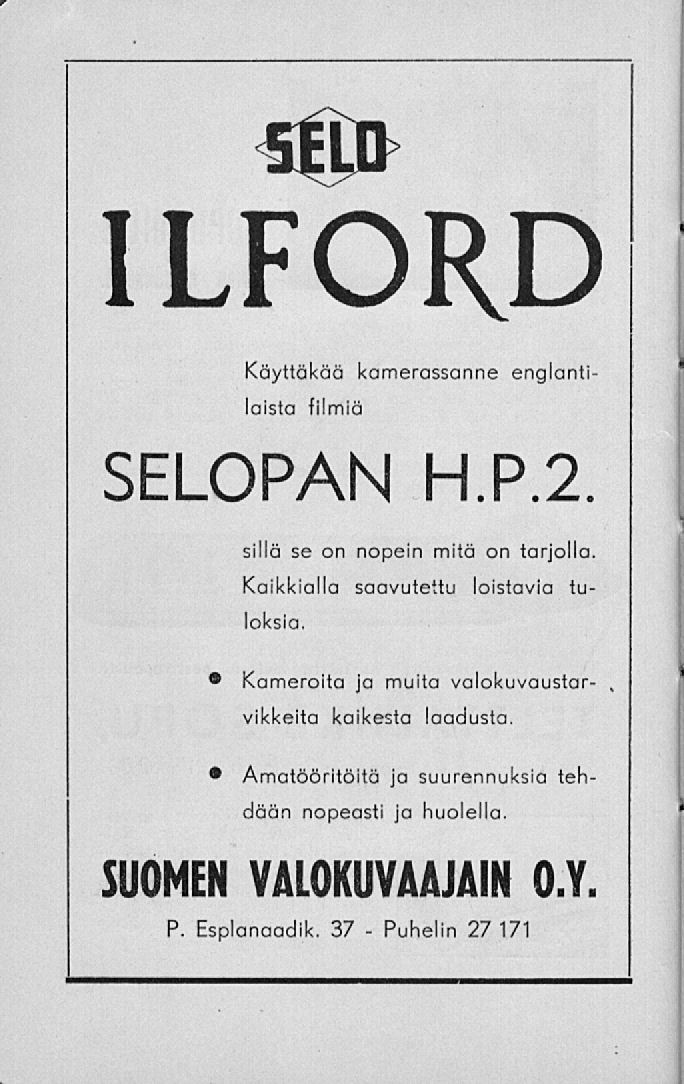 SELO
ILFORD
Käyttäkää kamerassanne englanti-
laista filmiä
SELOPAN H.P.2.
sillä se on nopein mitä on tarjolla.
Kaikkialla saavutettu loistavia tu-
loksia.
• Kameroita ja muita valokuvaustar-
vikkeita kaikesta laadusta.
• Amatööritöitä ja suurennuksia teh-
dään nopeasti ja huolella.
SUOMEN VALOKUVAAJAIN O.Y.
P. Esplanaadik. 37 - Puhelin 27 171